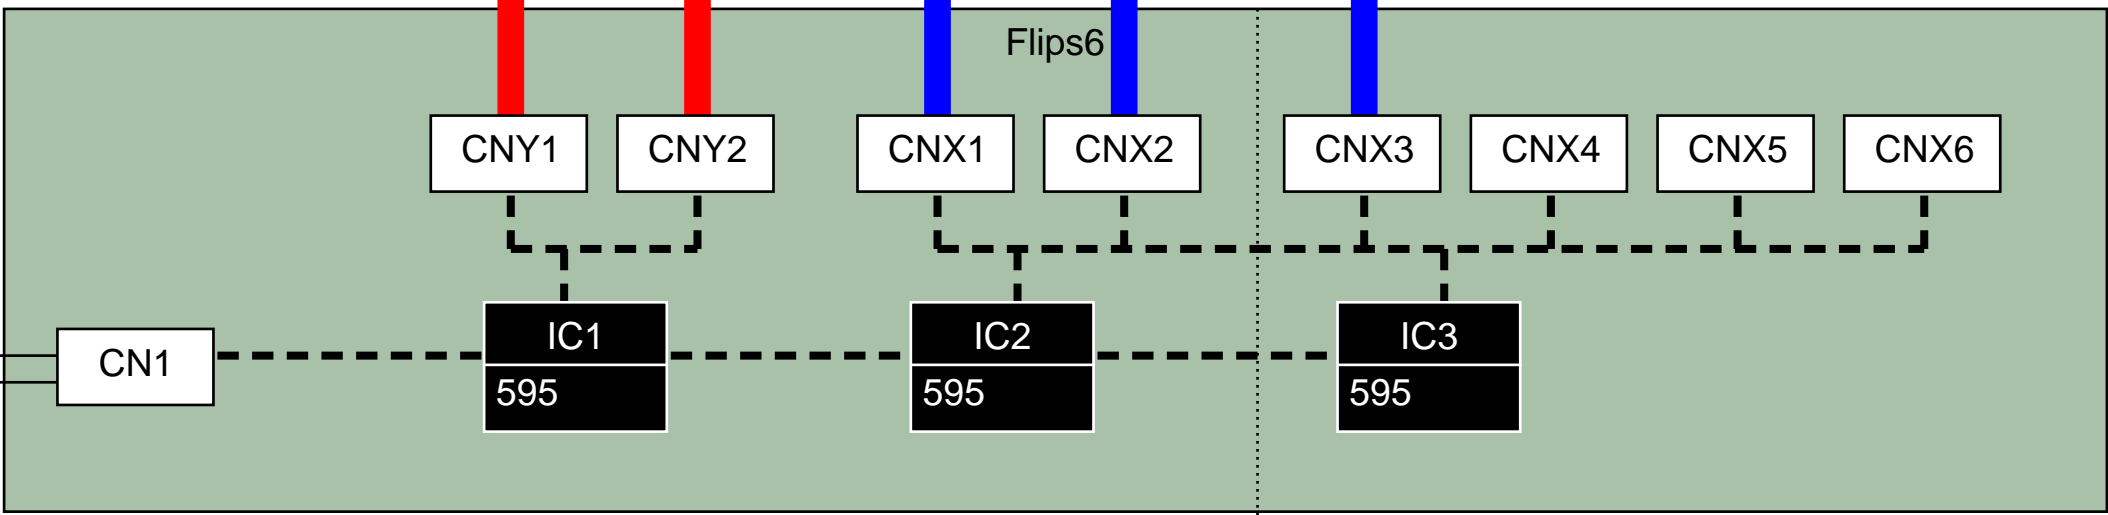 Flips6
CNY1
CNY2
CNX1
CNX2
CNX3
CNX4
CNX5
CNX6
CN1
IC1
595
IC2
595
IC3
595